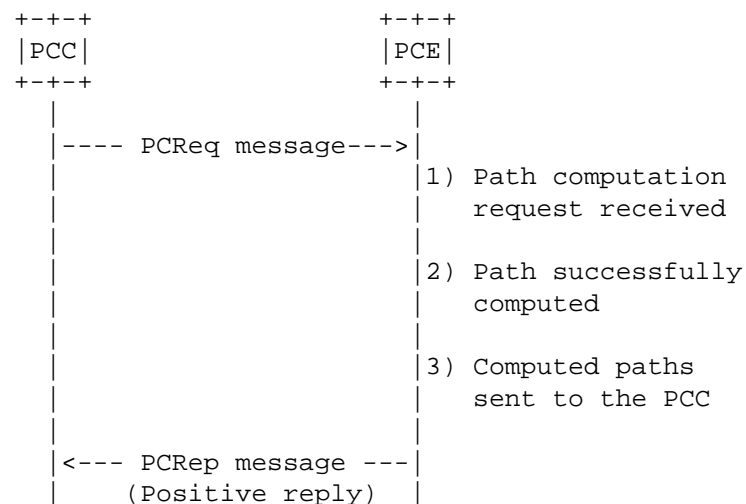 +-+-+ +-+-+
|PCC| |PCE|
+-+-+ +-+-+
| |
|---- PCReq message--->|
| |1) Path computation
| | request received
| |
| |2) Path successfully
| | computed
| |
| |3) Computed paths
| | sent to the PCC
| |
|<--- PCRep message ---|
| (Positive reply) |